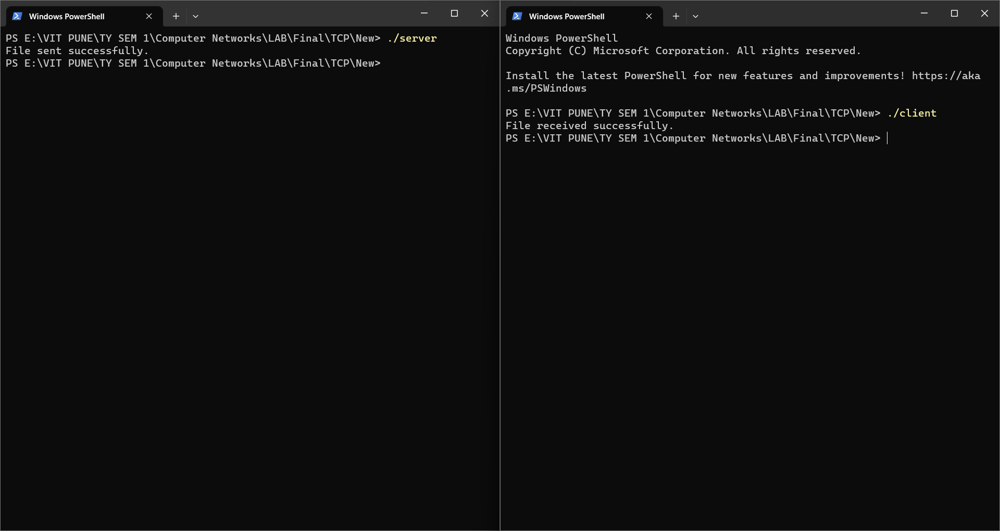 Windows PowerShell
PS E:\VIT PUNE\TY SEM 1\Computer Networks\LAB\Final\TCP\New> ./server
File sent successfully.
PS E:\VIT PUNE\TY SEM 1\Computer Networks\LAB\Final\TCP\New>
Windows PowerShell
Windows PowerShell
Copyright (C) Microsoft Corporation. All rights reserved.
Install the latest PowerShell for new features and improvements! https://aka
.ms/PSWindows
PS E:\VIT PUNE\TY SEM 1\Computer Networks\LAB\Final\TCP\New> ./client
File received successfully.
PS E:\VIT PUNE\TY SEM 1\Computer Networks\LAB\Final\TCP\New>